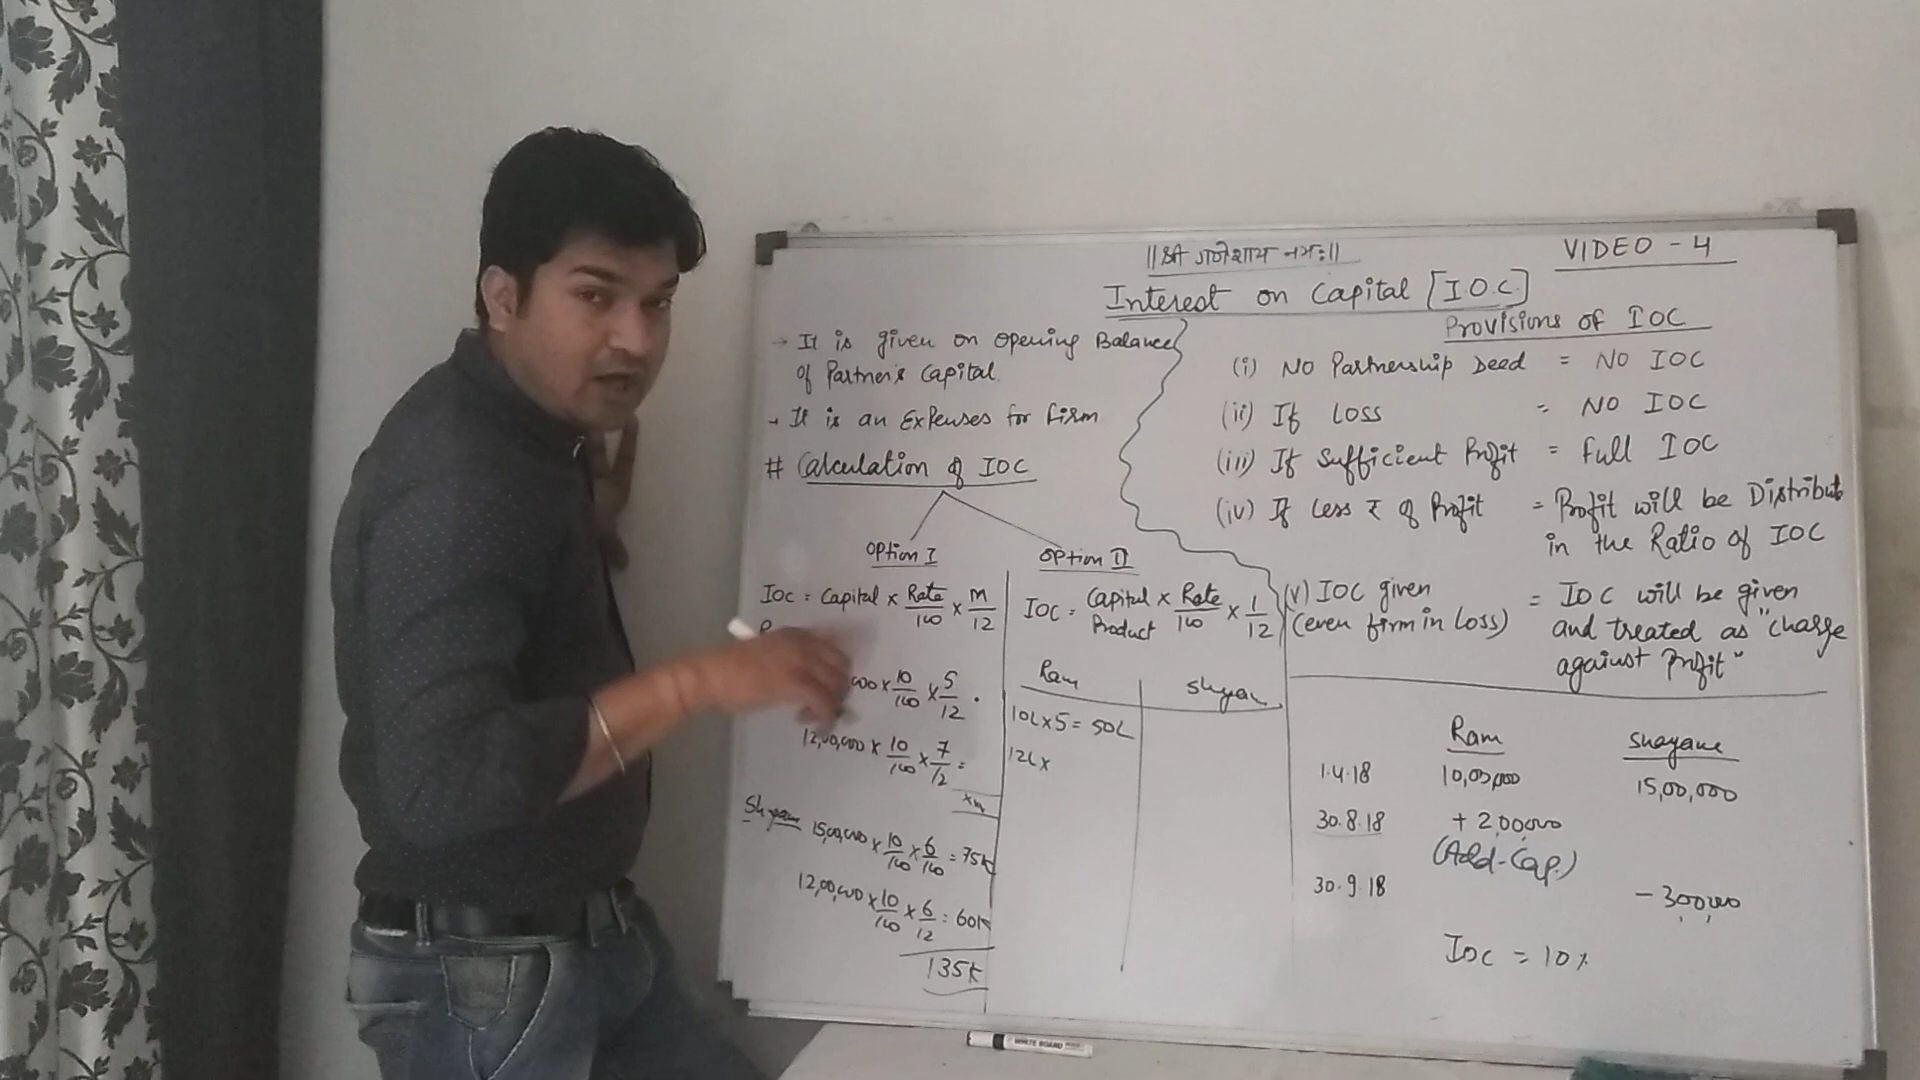 ||श्री गणेशाय नमः||
VIDEO - 4
Interest on Capital [I.O.C.]
→ It is given on opening Balance
of Partner's Capital.
→ It is an Expenses for firm
# Calculation of IOC
Option I
IOC = Capital × Rate/100 × M/12
000 × 10/100 × 5/12
12,00,000 × 10/100 × 7/12 =
Shyam 15,00,000 × 10/100 × 6/100 = 75K
12,00,000 × 10/100 × 6/12 = 60K
135K
Option II
IOC = Capital Product × Rate/100 × 1/12
Ram Shyam
10L×5 = 50L
12L×
Provisions of IOC
(i) No Partnership Deed = NO IOC
(ii) If Loss = NO IOC
(iii) If Sufficient Profit = Full IOC
(iv) If Less ₹ of Profit = Profit will be Distribut
in the Ratio of IOC
(v) IOC given = IOC will be given
(even firm in loss) and treated as "charge
against Profit"
Ram Shyam
1.4.18 10,00,000 15,00,000
30.8.18 + 2,00,000
(Add-Cap.)
30.9.18 - 3,00,000
IOC = 10%
WHITE BOARD